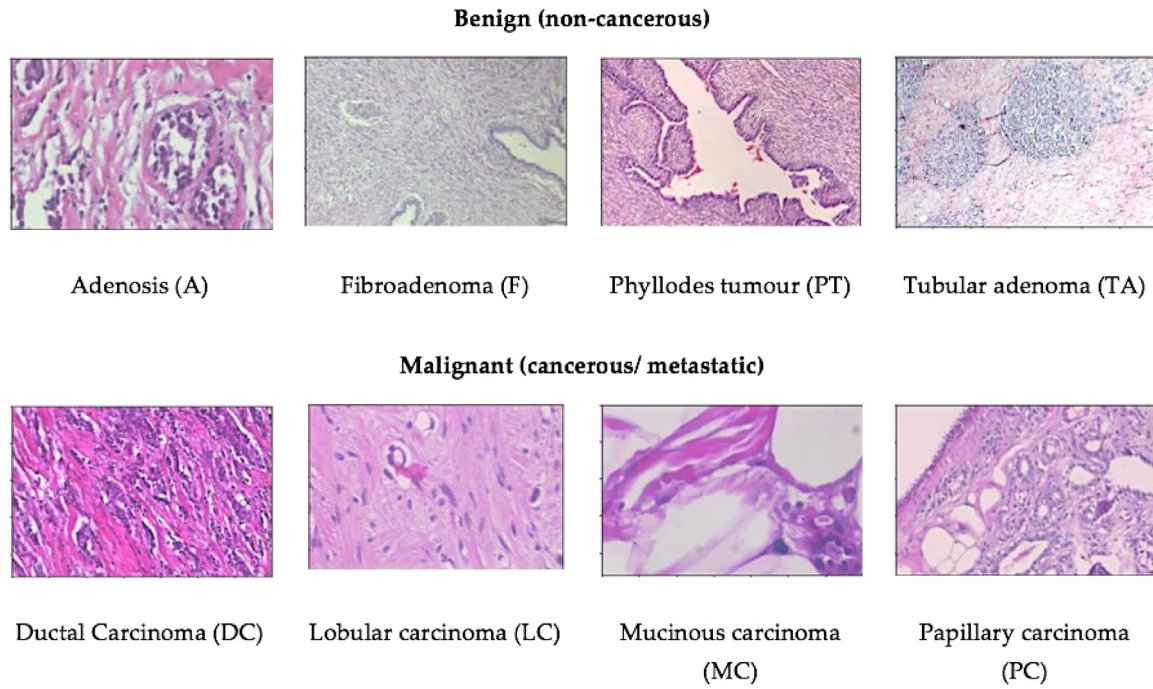 Benign (non-cancerous)
Adenosis (A)
Fibroadenoma (F)
Phyllodes tumour (PT)
Tubular adenoma (TA)
Malignant (cancerous/ metastatic)
Ductal Carcinoma (DC)
Lobular carcinoma (LC)
Mucinous carcinoma
(MC)
Papillary carcinoma
(PC)